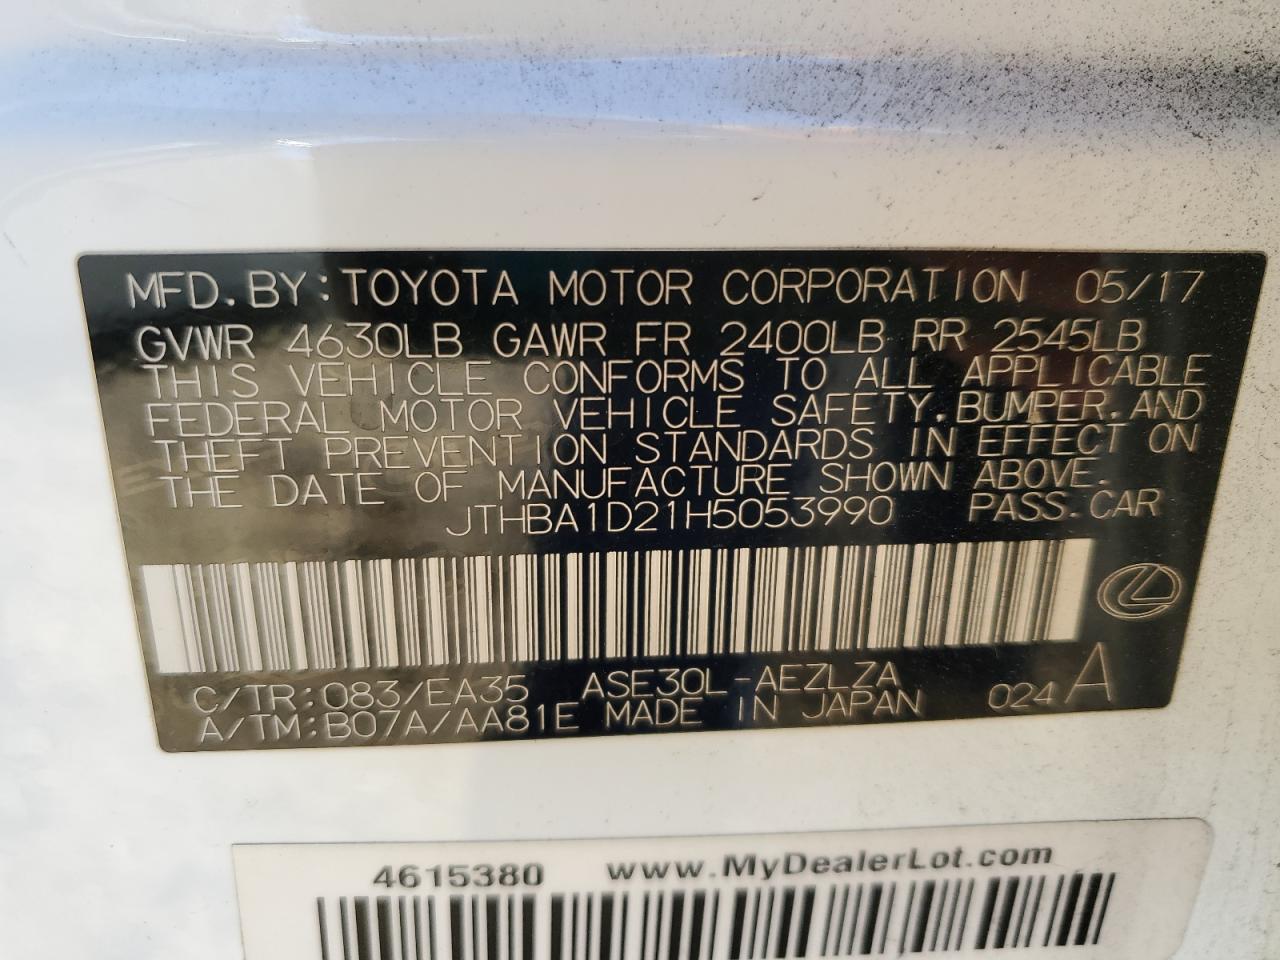 MFD. BY: TOYOTA MOTOR CORPORATION 05/17
GVWR 4630LB GAWR FR 2400LB RR 2545LB
THIS VEHICLE CONFORMS TO ALL APPLICABLE
FEDERAL MOTOR VEHICLE SAFETY, BUMPER, AND
THEFT PREVENTION STANDARDS IN EFFECT ON
THE DATE OF MANUFACTURE SHOWN ABOVE.
JTHBA1D21H5053990 PASS. CAR
C/TR: 083/EA35 ASE30L-AEZLZA 024 A
A/TM: B07A/AA81E MADE IN JAPAN
4615380 www.MyDealerLot.com